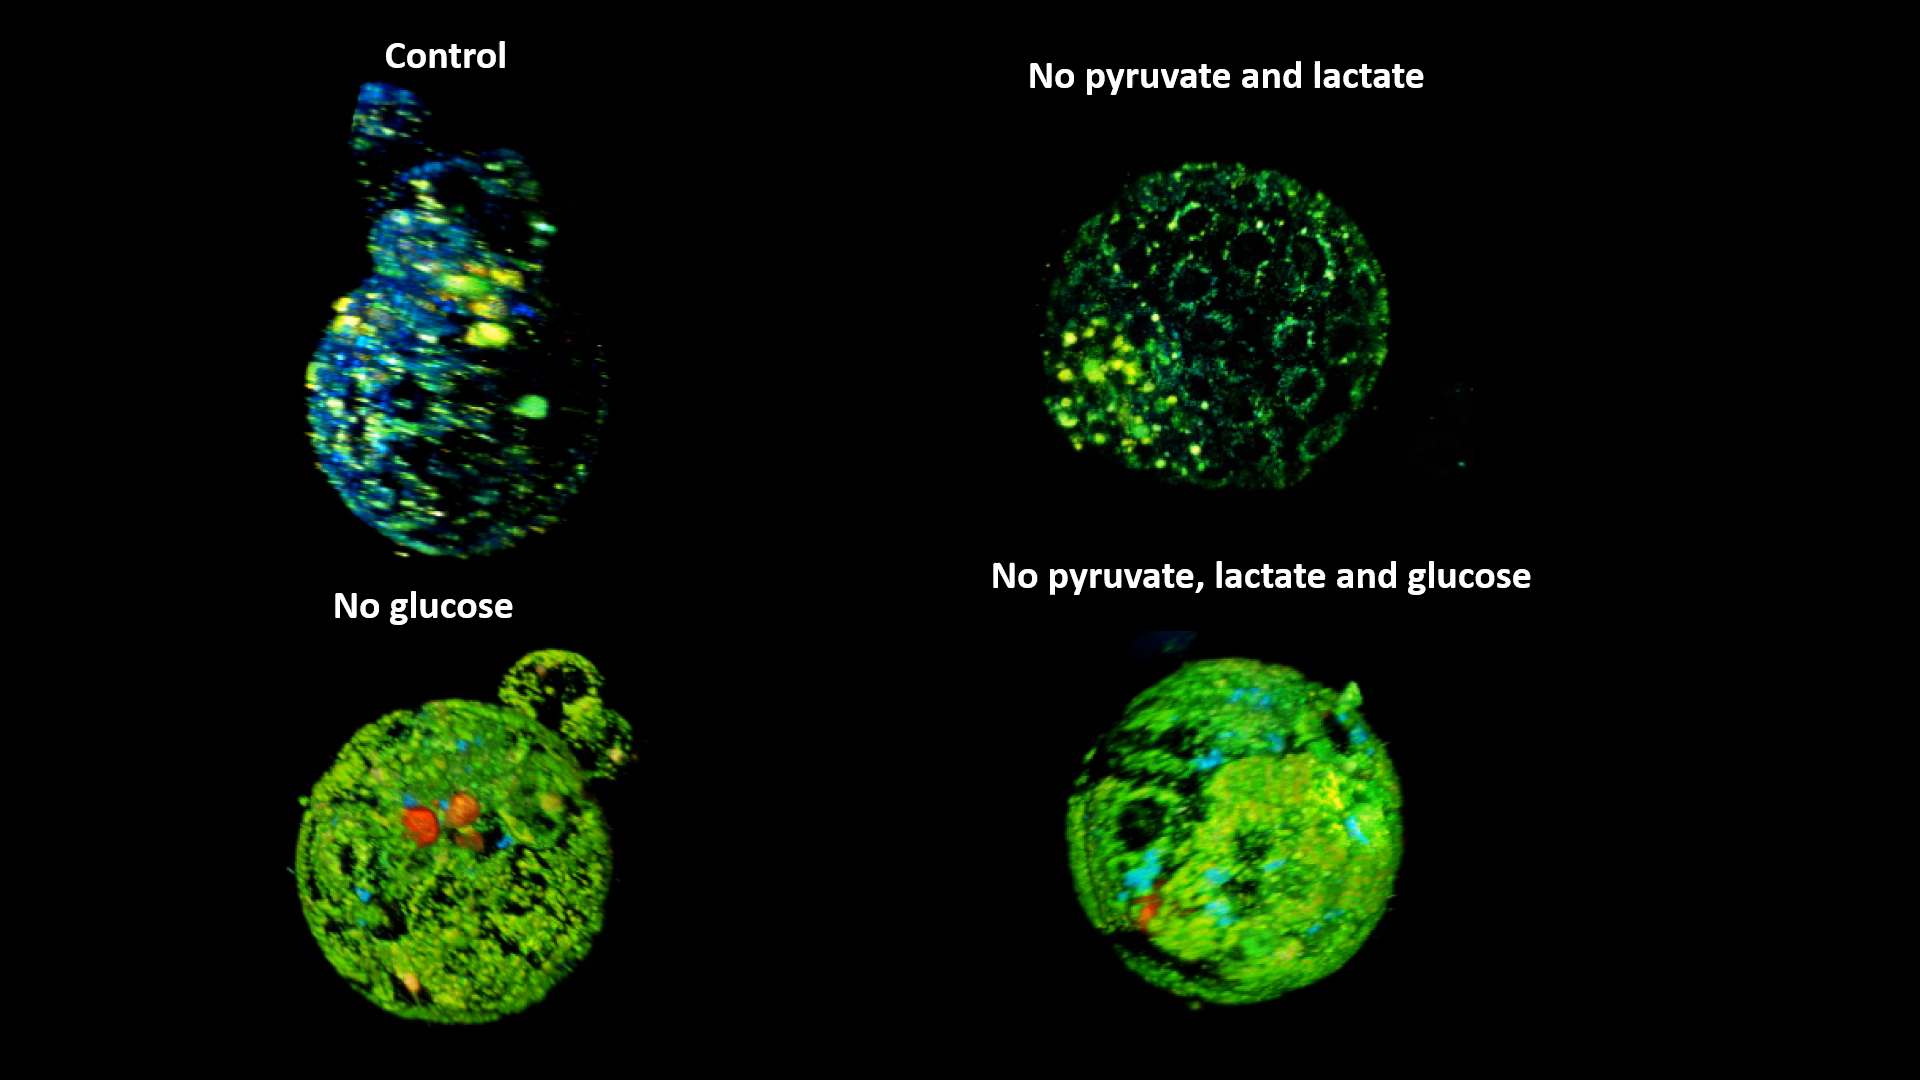 Control
No pyruvate and lactate
No glucose
No pyruvate, lactate and glucose